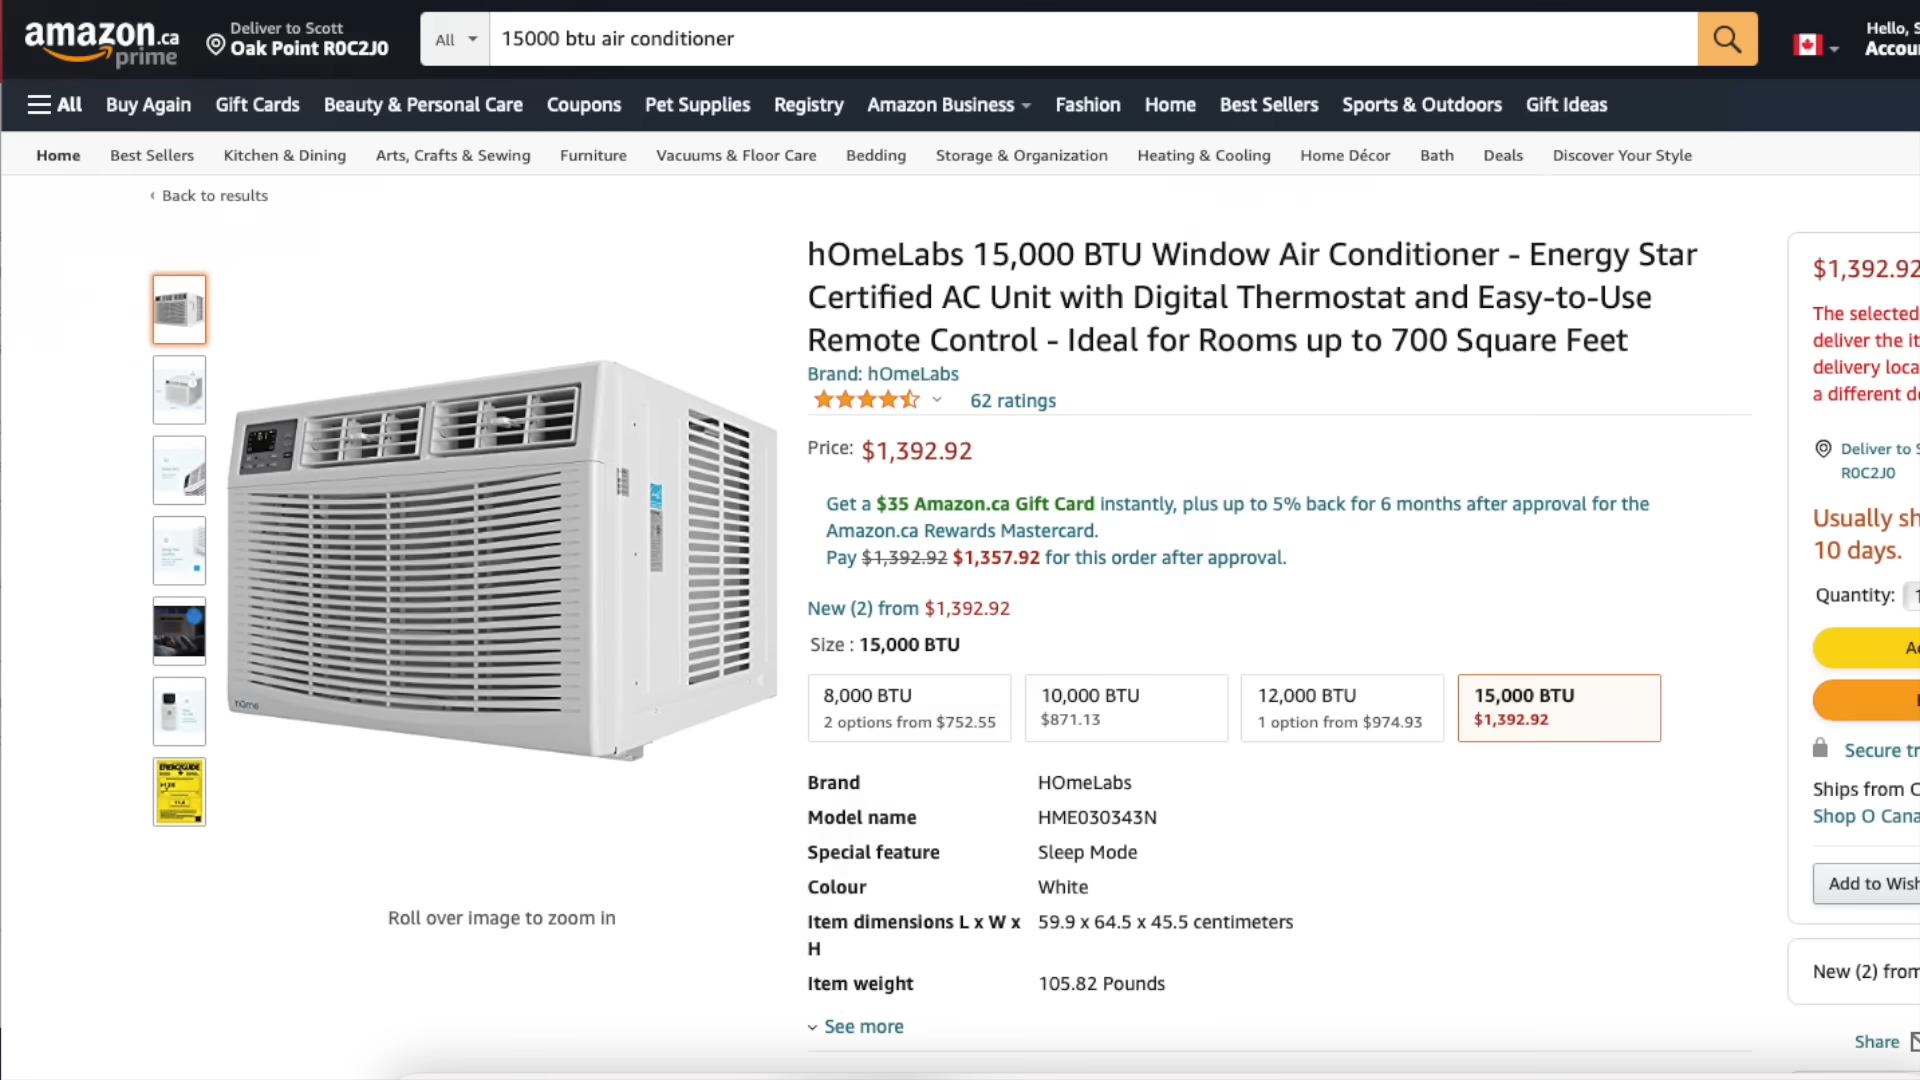 amazon.ca
prime
Deliver to Scott
Oak Point R0C2J0
All
15000 btu air conditioner
Hello, S
Accou
All
Buy Again
Gift Cards
Beauty & Personal Care
Coupons
Pet Supplies
Registry
Amazon Business
Fashion
Home
Best Sellers
Sports & Outdoors
Gift Ideas
Home
Best Sellers
Kitchen & Dining
Arts, Crafts & Sewing
Furniture
Vacuums & Floor Care
Bedding
Storage & Organization
Heating & Cooling
Home Décor
Bath
Deals
Discover Your Style
‹ Back to results
hOmeLabs 15,000 BTU Window Air Conditioner - Energy Star
Certified AC Unit with Digital Thermostat and Easy-to-Use
Remote Control - Ideal for Rooms up to 700 Square Feet
Brand: hOmeLabs
62 ratings
Price: $1,392.92
Get a $35 Amazon.ca Gift Card instantly, plus up to 5% back for 6 months after approval for the
Amazon.ca Rewards Mastercard.
Pay $1,392.92 $1,357.92 for this order after approval.
New (2) from $1,392.92
Size : 15,000 BTU
8,000 BTU
2 options from $752.55
10,000 BTU
$871.13
12,000 BTU
1 option from $974.93
15,000 BTU
$1,392.92
Brand HOmeLabs
Model name HME030343N
Special feature Sleep Mode
Colour White
Item dimensions L x W x 59.9 x 64.5 x 45.5 centimeters
H
Item weight 105.82 Pounds
See more
hOme
ENERGYGUIDE
Roll over image to zoom in
$1,392.92
The selected
deliver the it
delivery loca
a different de
Deliver to S
R0C2J0
Usually sh
10 days.
Quantity: 1
Ad
Secure tr
Ships from C
Shop O Cana
Add to Wish
New (2) from
Share